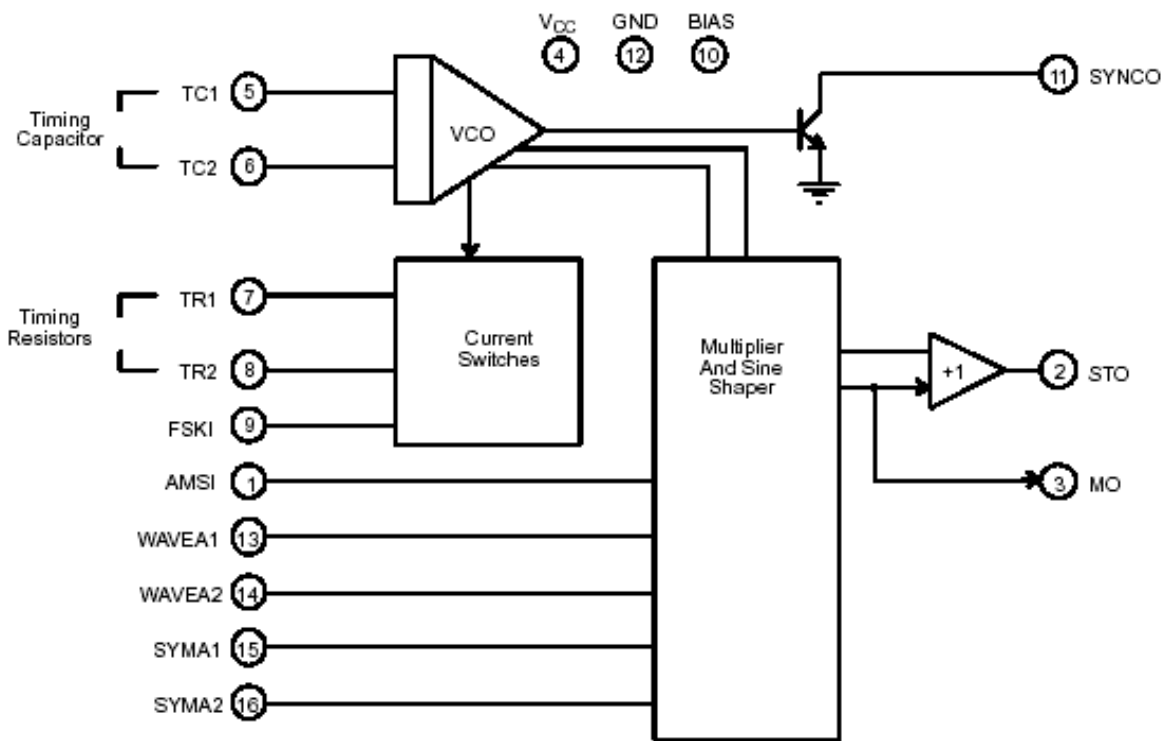 VCC GND BIAS
4 12 10
11 SYNCO
TC1 5
Timing
Capacitor
VCO
TC2 6
TR1 7
Timing
Resistors
TR2 8
Current
Switches
Multiplier
And Sine
Shaper
+1
2 STO
FSKI 9
AMSI 1
3 MO
WAVEA1 13
WAVEA2 14
SYMA1 15
SYMA2 16